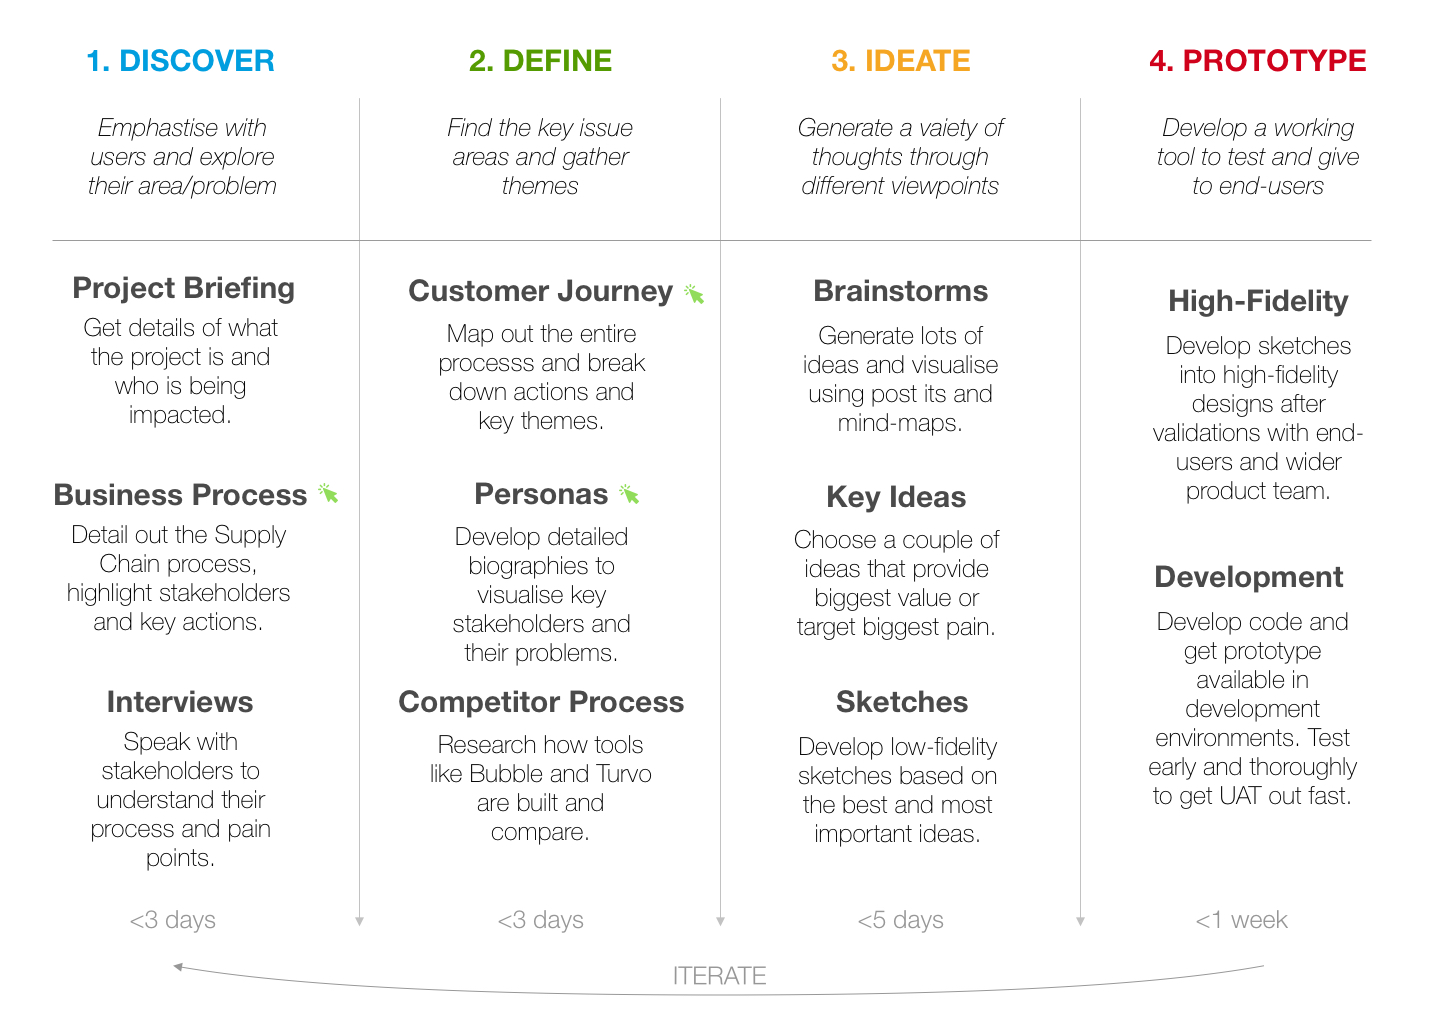 1. DISCOVER
Emphastise with
users and explore
their area/problem
Project Briefing
Get details of what
the project is and
who is being
impacted.
Business Process
Detail out the Supply
Chain process,
highlight stakeholders
and key actions.
Interviews
Speak with
stakeholders to
understand their
process and pain
points.
<3 days
2. DEFINE
Find the key issue
areas and gather
themes
Customer Journey
Map out the entire
processs and break
down actions and
key themes.
Personas
Develop detailed
biographies to
visualise key
stakeholders and
their problems.
Competitor Process
Research how tools
like Bubble and Turvo
are built and
compare.
<3 days
3. IDEATE
Generate a vaiety of
thoughts through
different viewpoints
Brainstorms
Generate lots of
ideas and visualise
using post its and
mind-maps.
Key Ideas
Choose a couple of
ideas that provide
biggest value or
target biggest pain.
Sketches
Develop low-fidelity
sketches based on
the best and most
important ideas.
<5 days
4. PROTOTYPE
Develop a working
tool to test and give
to end-users
High-Fidelity
Develop sketches
into high-fidelity
designs after
validations with end-
users and wider
product team.
Development
Develop code and
get prototype
available in
development
environments. Test
early and thoroughly
to get UAT out fast.
<1 week
ITERATE